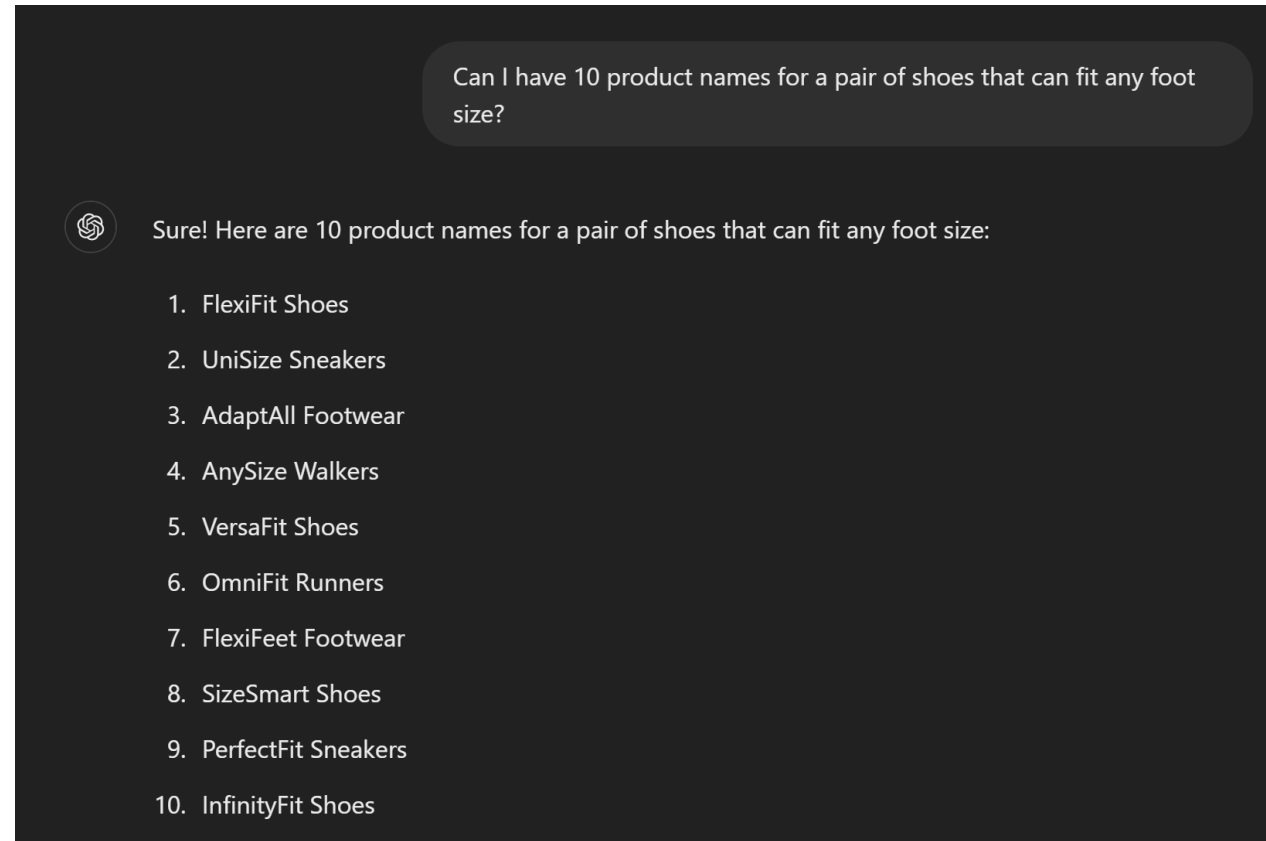 Can I have 10 product names for a pair of shoes that can fit any foot
size?
Sure! Here are 10 product names for a pair of shoes that can fit any foot size:
1. FlexiFit Shoes
2. UniSize Sneakers
3. AdaptAll Footwear
4. AnySize Walkers
5. VersaFit Shoes
6. OmniFit Runners
7. FlexiFeet Footwear
8. SizeSmart Shoes
9. PerfectFit Sneakers
10. InfinityFit Shoes